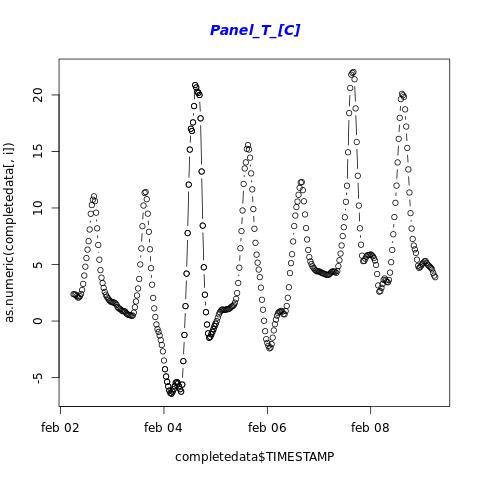 Panel_T_[C]
as.numeric(completedata[, i])
20
15
10
5
0
-5
feb 02
feb 04
feb 06
feb 08
completedata$TIMESTAMP